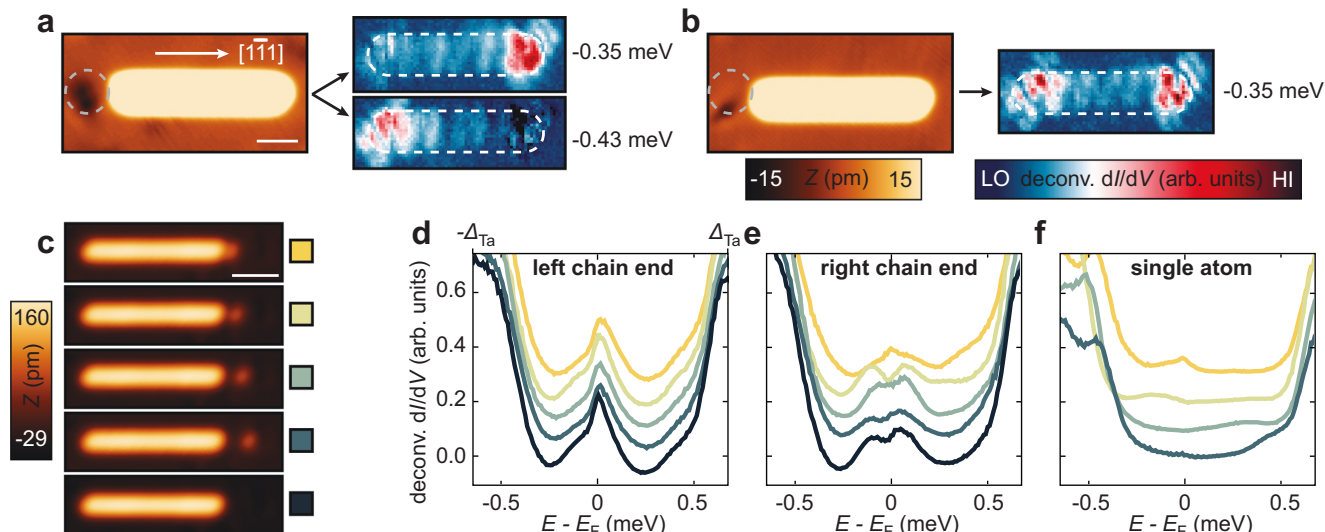 a
[1̅11]
-0.35 meV
-0.43 meV
b
-0.35 meV
-15 Z (pm) 15
LO deconv. dI/dV (arb. units) HI
c
160
Z (pm)
-29
d
-ΔTa
ΔTa
left chain end
deconv. dI/dV (arb. units)
0.6
0.4
0.2
0.0
-0.5 0 0.5
E - EF (meV)
e
right chain end
-0.5 0 0.5
E - EF (meV)
f
single atom
-0.5 0 0.5
E - EF (meV)